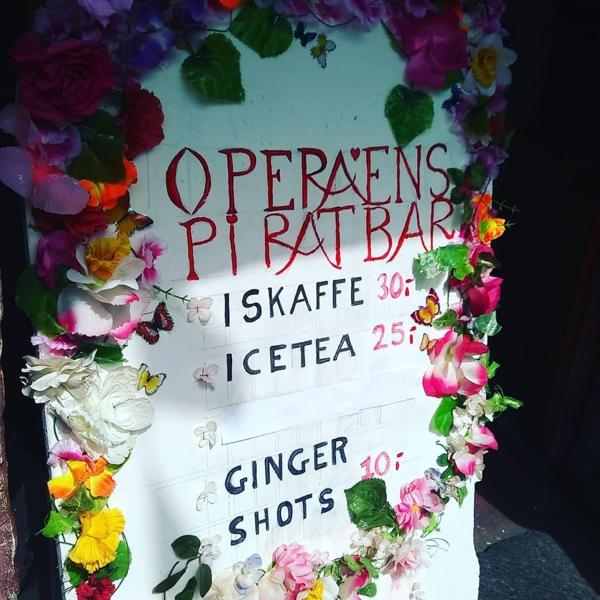 OPERAENS
PIRATBAR
ISKAFFE 30:
ICETEA 25:
GINGER
SHOTS 10: